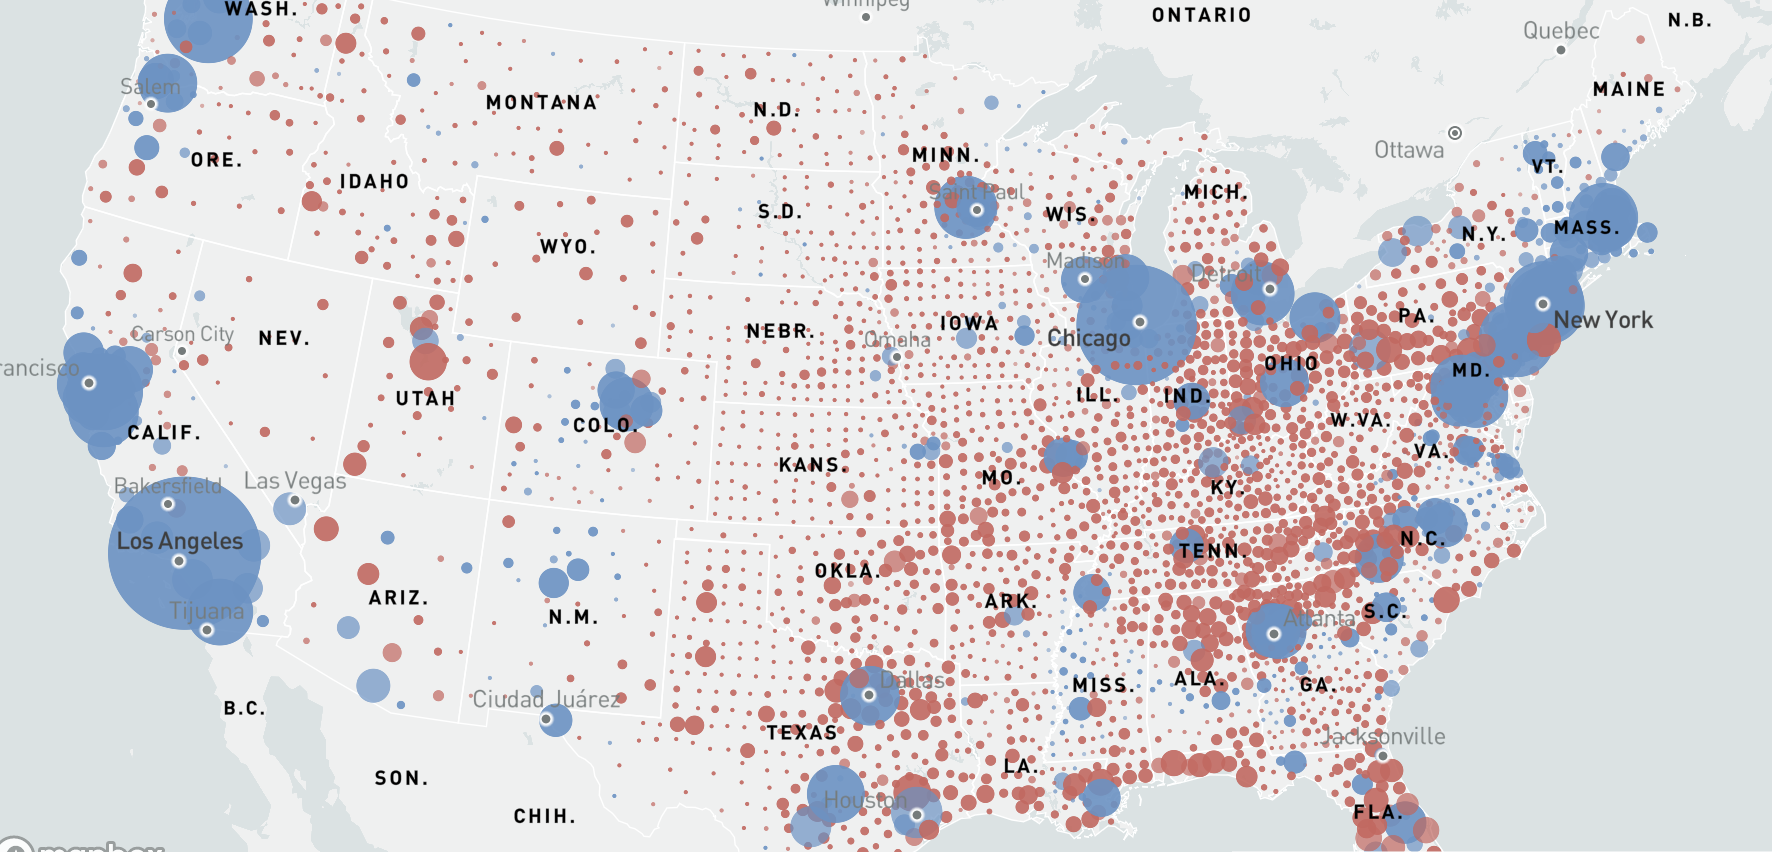 Winnipeg
WASH.
ONTARIO
N.B.
Quebec
Salem
MONTANA
N.D.
MAINE
Ottawa
ORE.
IDAHO
MINN.
VT.
Saint Paul
MICH.
S.D.
WIS.
N.Y.
MASS.
WYO.
Madison
Detroit
Carson City
NEV.
NEBR.
IOWA
Omaha
Chicago
PA.
New York
rancisco
UTAH
OHIO
MD.
CALIF.
COLO.
ILL.
IND.
W.VA.
KANS.
MO.
KY.
VA.
Bakersfield
Las Vegas
Los Angeles
OKLA.
TENN.
N.C.
Tijuana
ARIZ.
N.M.
ARK.
Atlanta
S.C.
B.C.
Ciudad Juárez
Dallas
MISS.
ALA.
GA.
TEXAS
Jacksonville
SON.
LA.
CHIH.
Houston
FLA.
mapbox